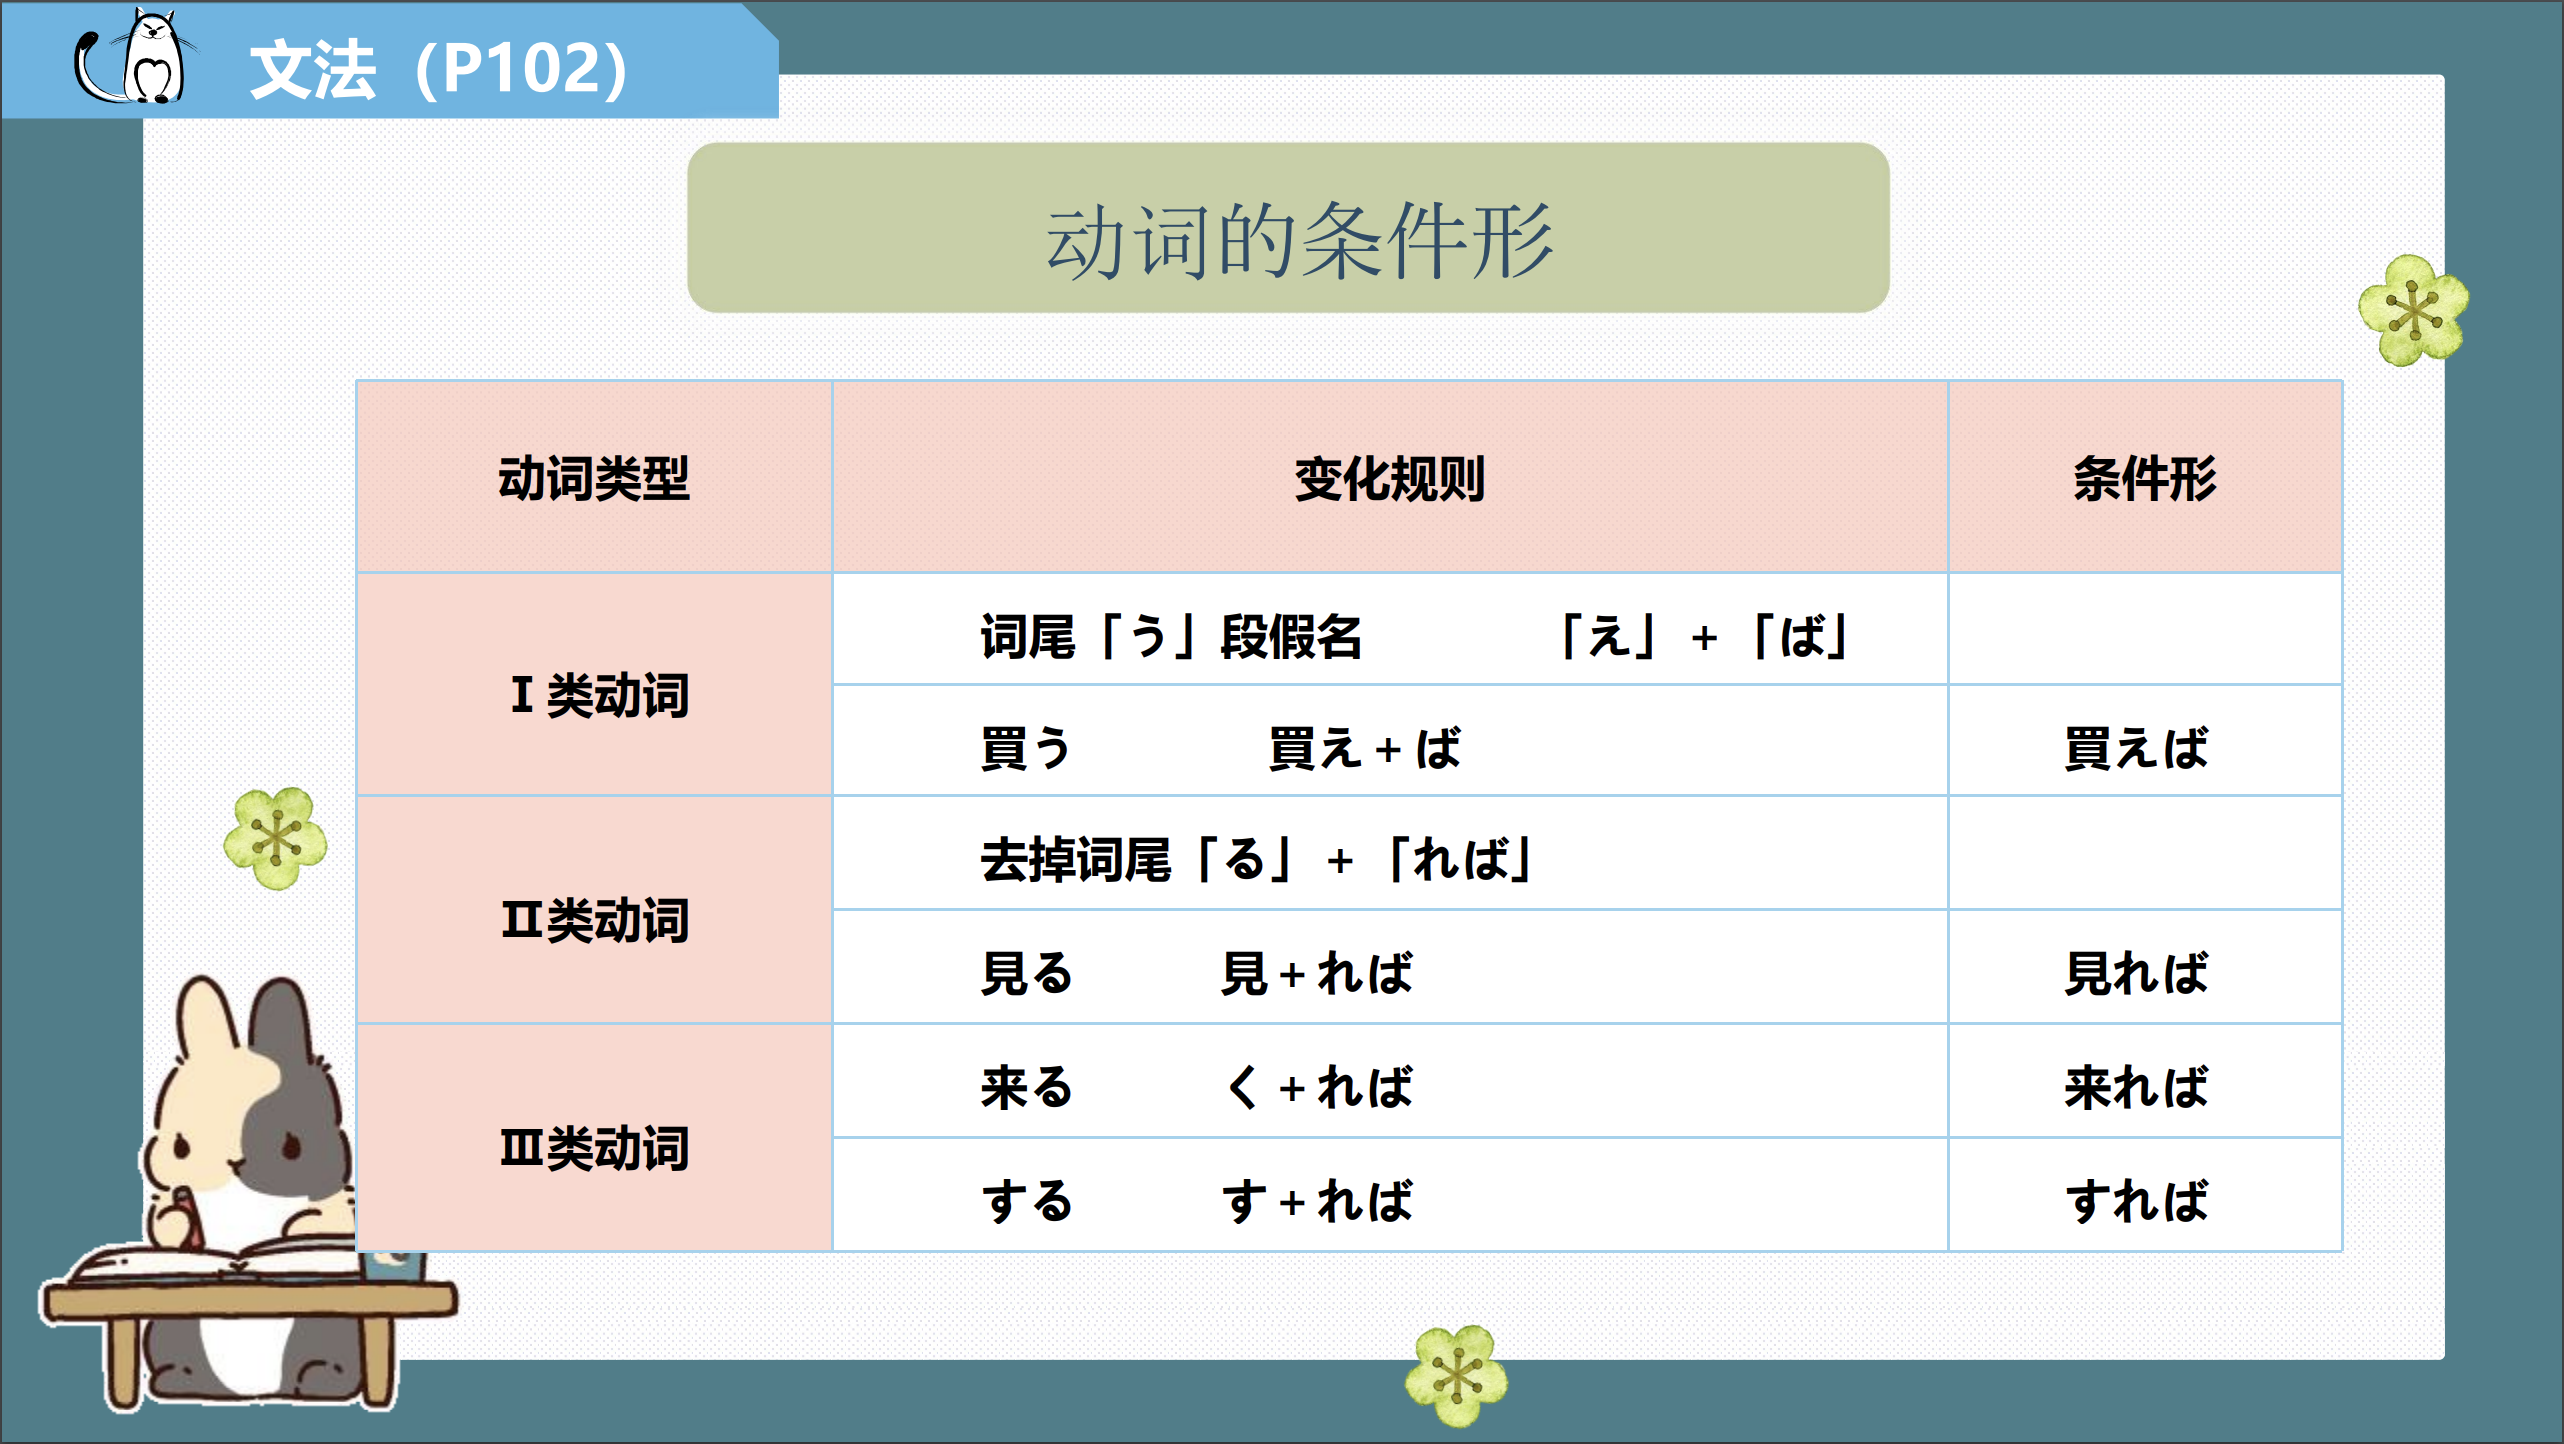 文法（P102）
动词的条件形
动词类型 变化规则 条件形
Ⅰ类动词
词尾「う」段假名 「え」+「ば」
買う 買え+ば 買えば
Ⅱ类动词
去掉词尾「る」+「れば」
見る 見+れば 見れば
Ⅲ类动词
来る く+れば 来れば
する す+れば すれば